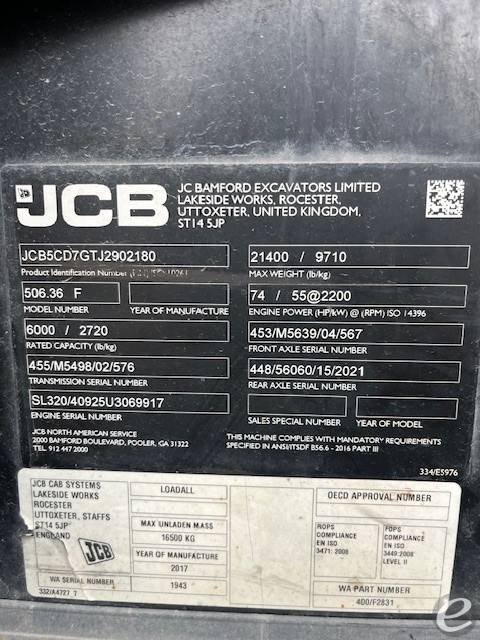 JCB
JC BAMFORD EXCAVATORS LIMITED
LAKESIDE WORKS, ROCESTER,
UTTOXETER, UNITED KINGDOM,
ST14 5JP
JCB5CD7GTJ2902180
Product Identification Number
21400 / 9710
MAX WEIGHT (lb/kg)
506.36 F
MODEL NUMBER
YEAR OF MANUFACTURE
74 / 55@2200
ENGINE POWER (HP/kW) @ (RPM) ISO 14396
6000 / 2720
RATED CAPACITY (lb/kg)
453/M5639/04/567
FRONT AXLE SERIAL NUMBER
455/M5498/02/576
TRANSMISSION SERIAL NUMBER
448/56060/15/2021
REAR AXLE SERIAL NUMBER
SL320/40925U3069917
ENGINE SERIAL NUMBER
SALES SPECIAL NUMBER
YEAR OF MODEL
JCB NORTH AMERICAN SERVICE
2000 BAMFORD BOULEVARD, POOLER, GA 31322
TEL 912 447 2000
THIS MACHINE COMPLIES WITH MANDATORY REQUIREMENTS
SPECIFIED IN ANSI/ITSDF B56.6 - 2016 PART III
334/E5976
JCB CAB SYSTEMS
LAKESIDE WORKS
ROCESTER
UTTOXETER, STAFFS
ST14 5JP
ENGLAND
JCB
WA SERIAL NUMBER
332/A4727 7
LOADALL
MAX UNLADEN MASS
16500 KG
YEAR OF MANUFACTURE
2017
1943
OECD APPROVAL NUMBER
ROPS
COMPLIANCE
EN ISO
3471: 2008
FOPS
COMPLIANCE
EN ISO
3449:2008
LEVEL II
WA PART NUMBER
400/F2831
e